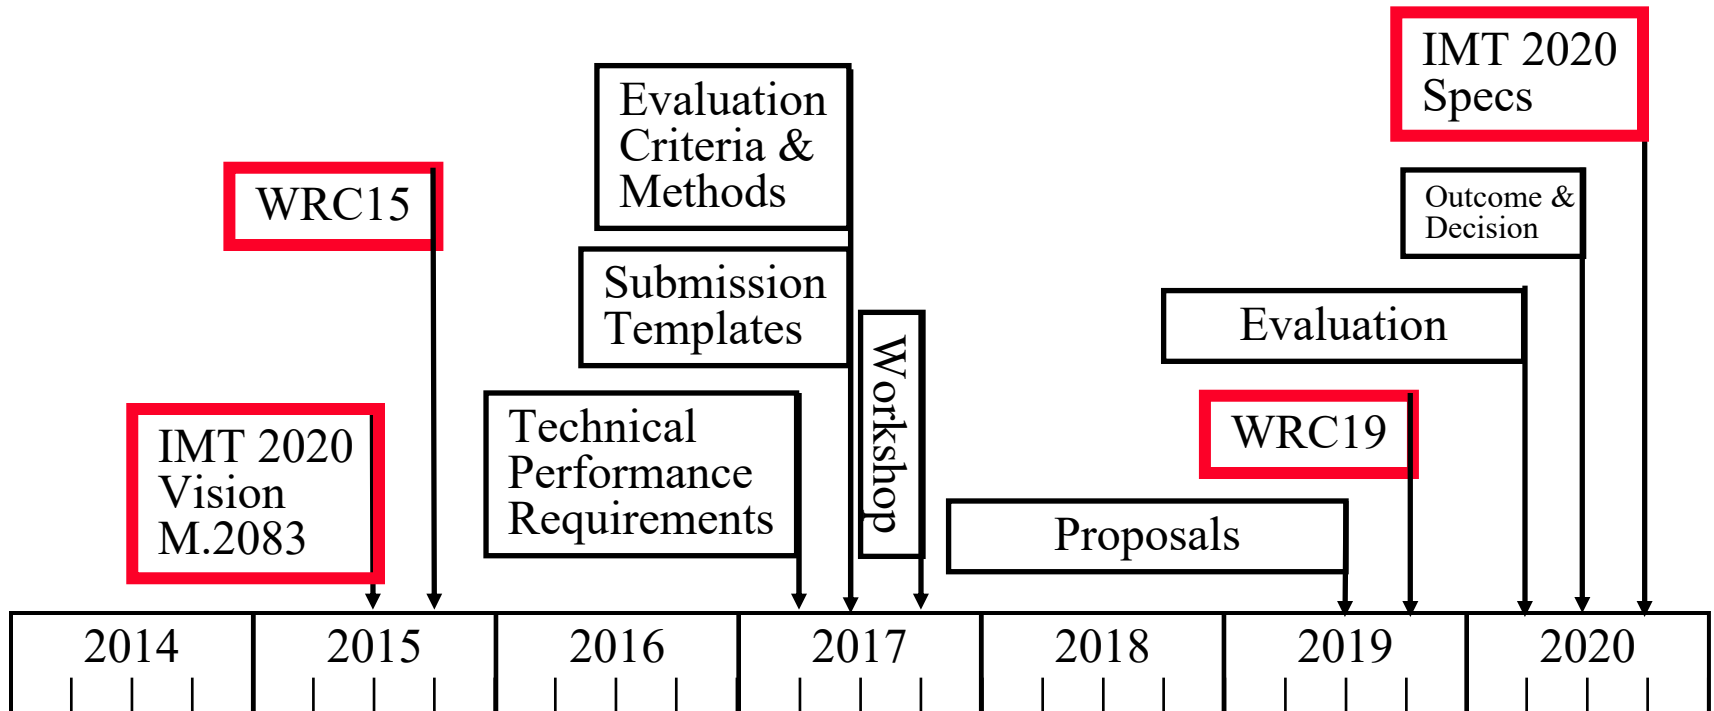 IMT 2020
Specs
Evaluation
Criteria &
Methods
WRC15
Outcome &
Decision
Submission
Templates
Evaluation
Workshop
Technical
Performance
Requirements
WRC19
IMT 2020
Vision
M.2083
Proposals
2014
2015
2016
2017
2018
2019
2020